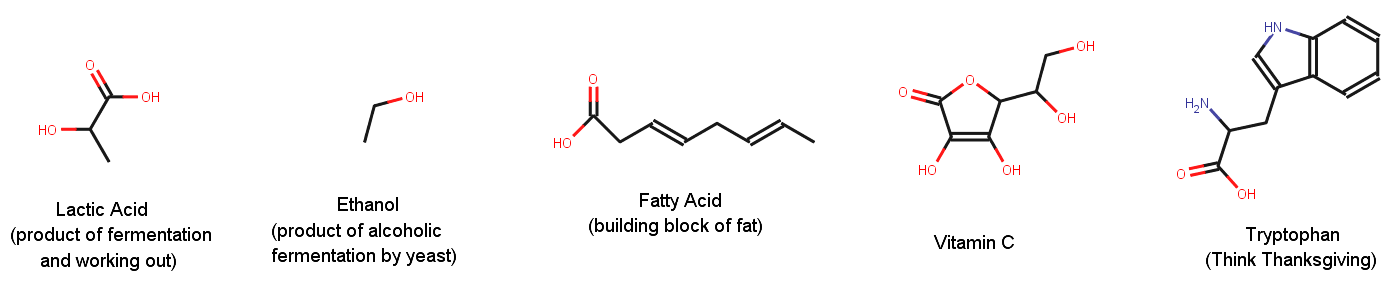 O
OH
HO
Lactic Acid
(product of fermentation
and working out)
OH
Ethanol
(product of alcoholic
fermentation by yeast)
O
HO
Fatty Acid
(building block of fat)
OH
O
O
OH
HO
OH
Vitamin C
HN
H2N
O
OH
Tryptophan
(Think Thanksgiving)